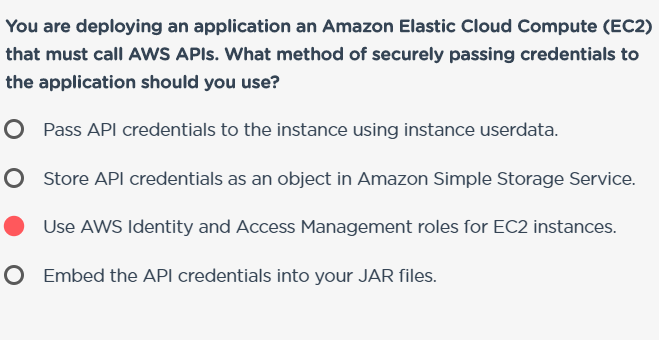 You are deploying an application an Amazon Elastic Cloud Compute (EC2)
that must call AWS APIs. What method of securely passing credentials to
the application should you use?
Pass API credentials to the instance using instance userdata.
Store API credentials as an object in Amazon Simple Storage Service.
Use AWS Identity and Access Management roles for EC2 instances.
Embed the API credentials into your JAR files.